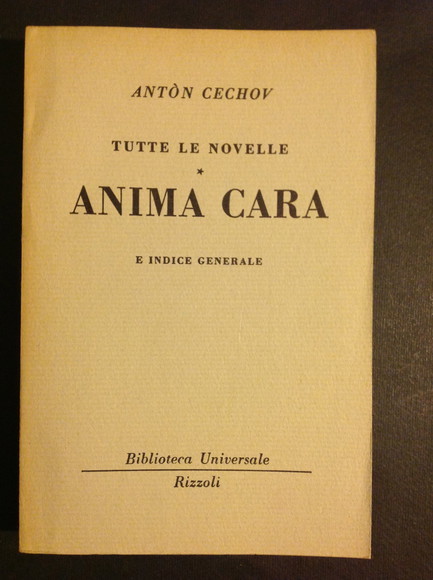 ANTÒN CECHOV
TUTTE LE NOVELLE
*
ANIMA CARA
E INDICE GENERALE
Biblioteca Universale
Rizzoli